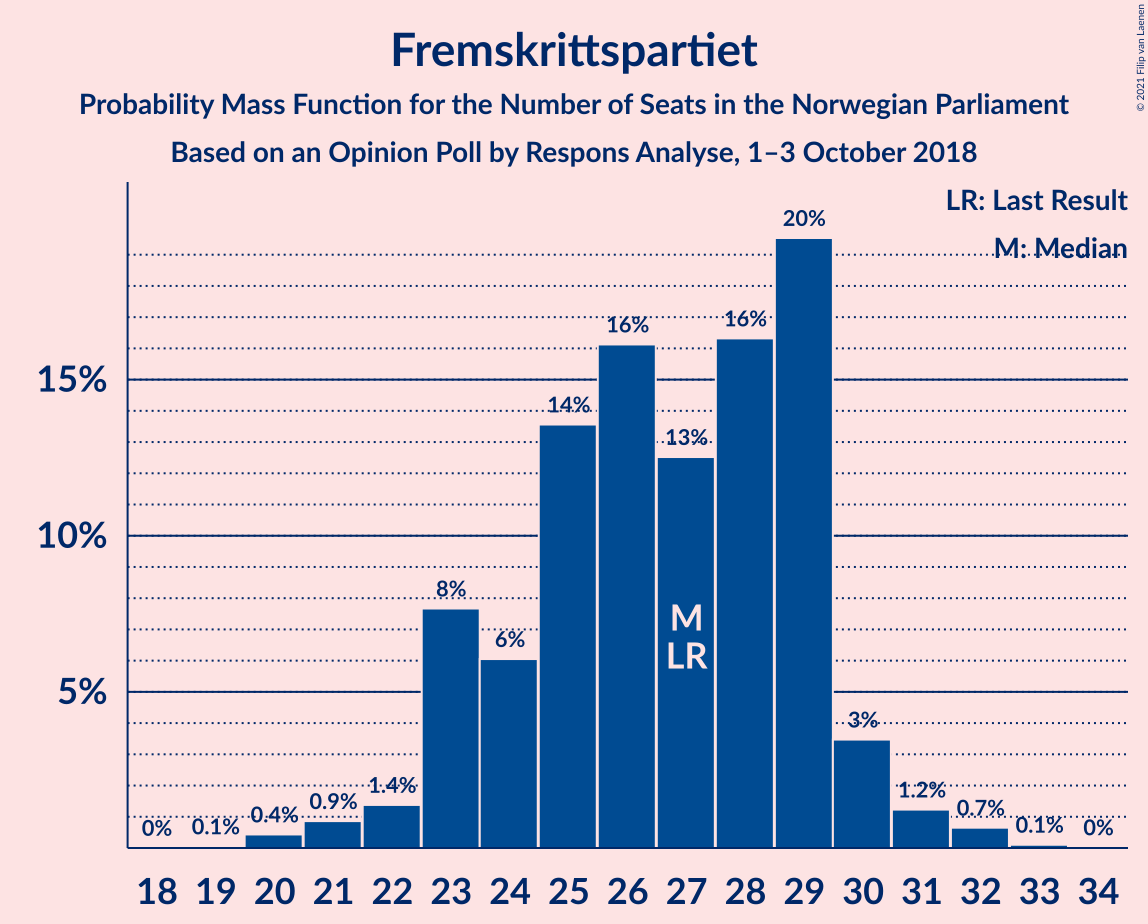 Fremskrittspartiet
Probability Mass Function for the Number of Seats in the Norwegian Parliament
Based on an Opinion Poll by Respons Analyse, 1–3 October 2018
© 2021 Filip van Laenen
LR: Last Result
M: Median
15%
10%
5%
0%
0.1%
0.4%
0.9%
1.4%
8%
6%
14%
16%
13%
16%
20%
3%
1.2%
0.7%
0.1%
0%
M
LR
18 19 20 21 22 23 24 25 26 27 28 29 30 31 32 33 34